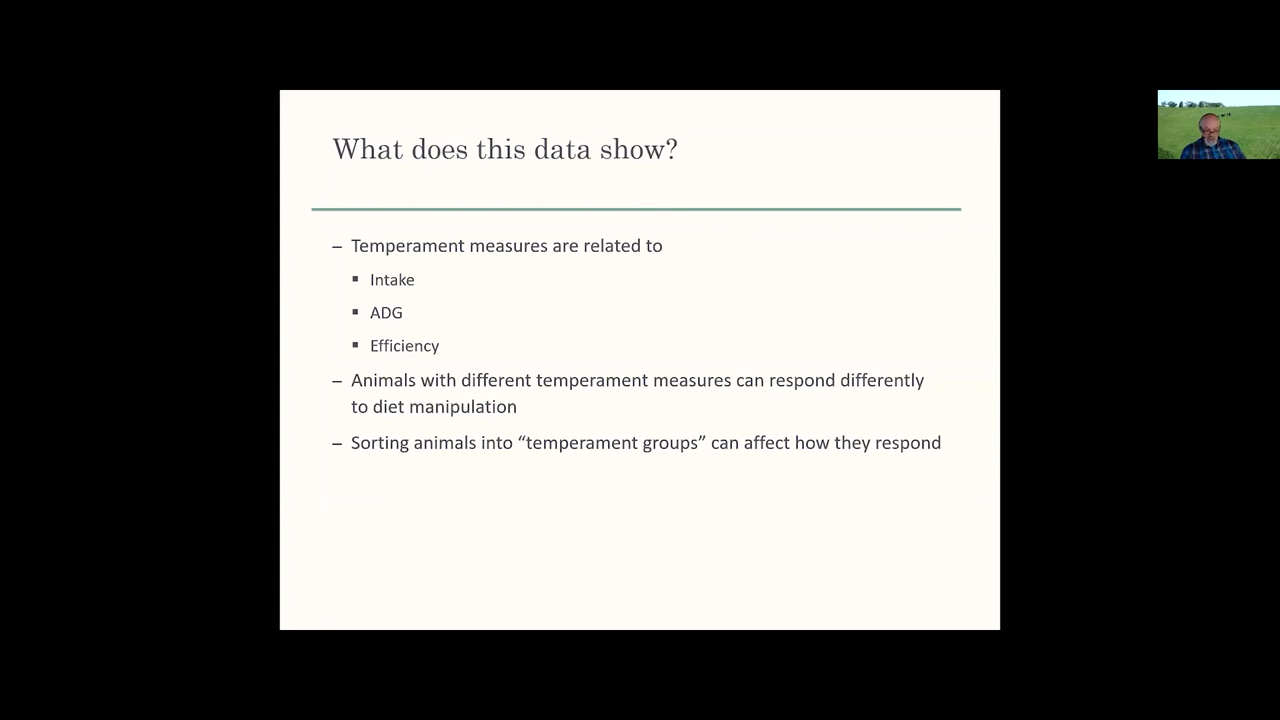 What does this data show?
– Temperament measures are related to
▪ Intake
▪ ADG
▪ Efficiency
– Animals with different temperament measures can respond differently
to diet manipulation
– Sorting animals into “temperament groups” can affect how they respond